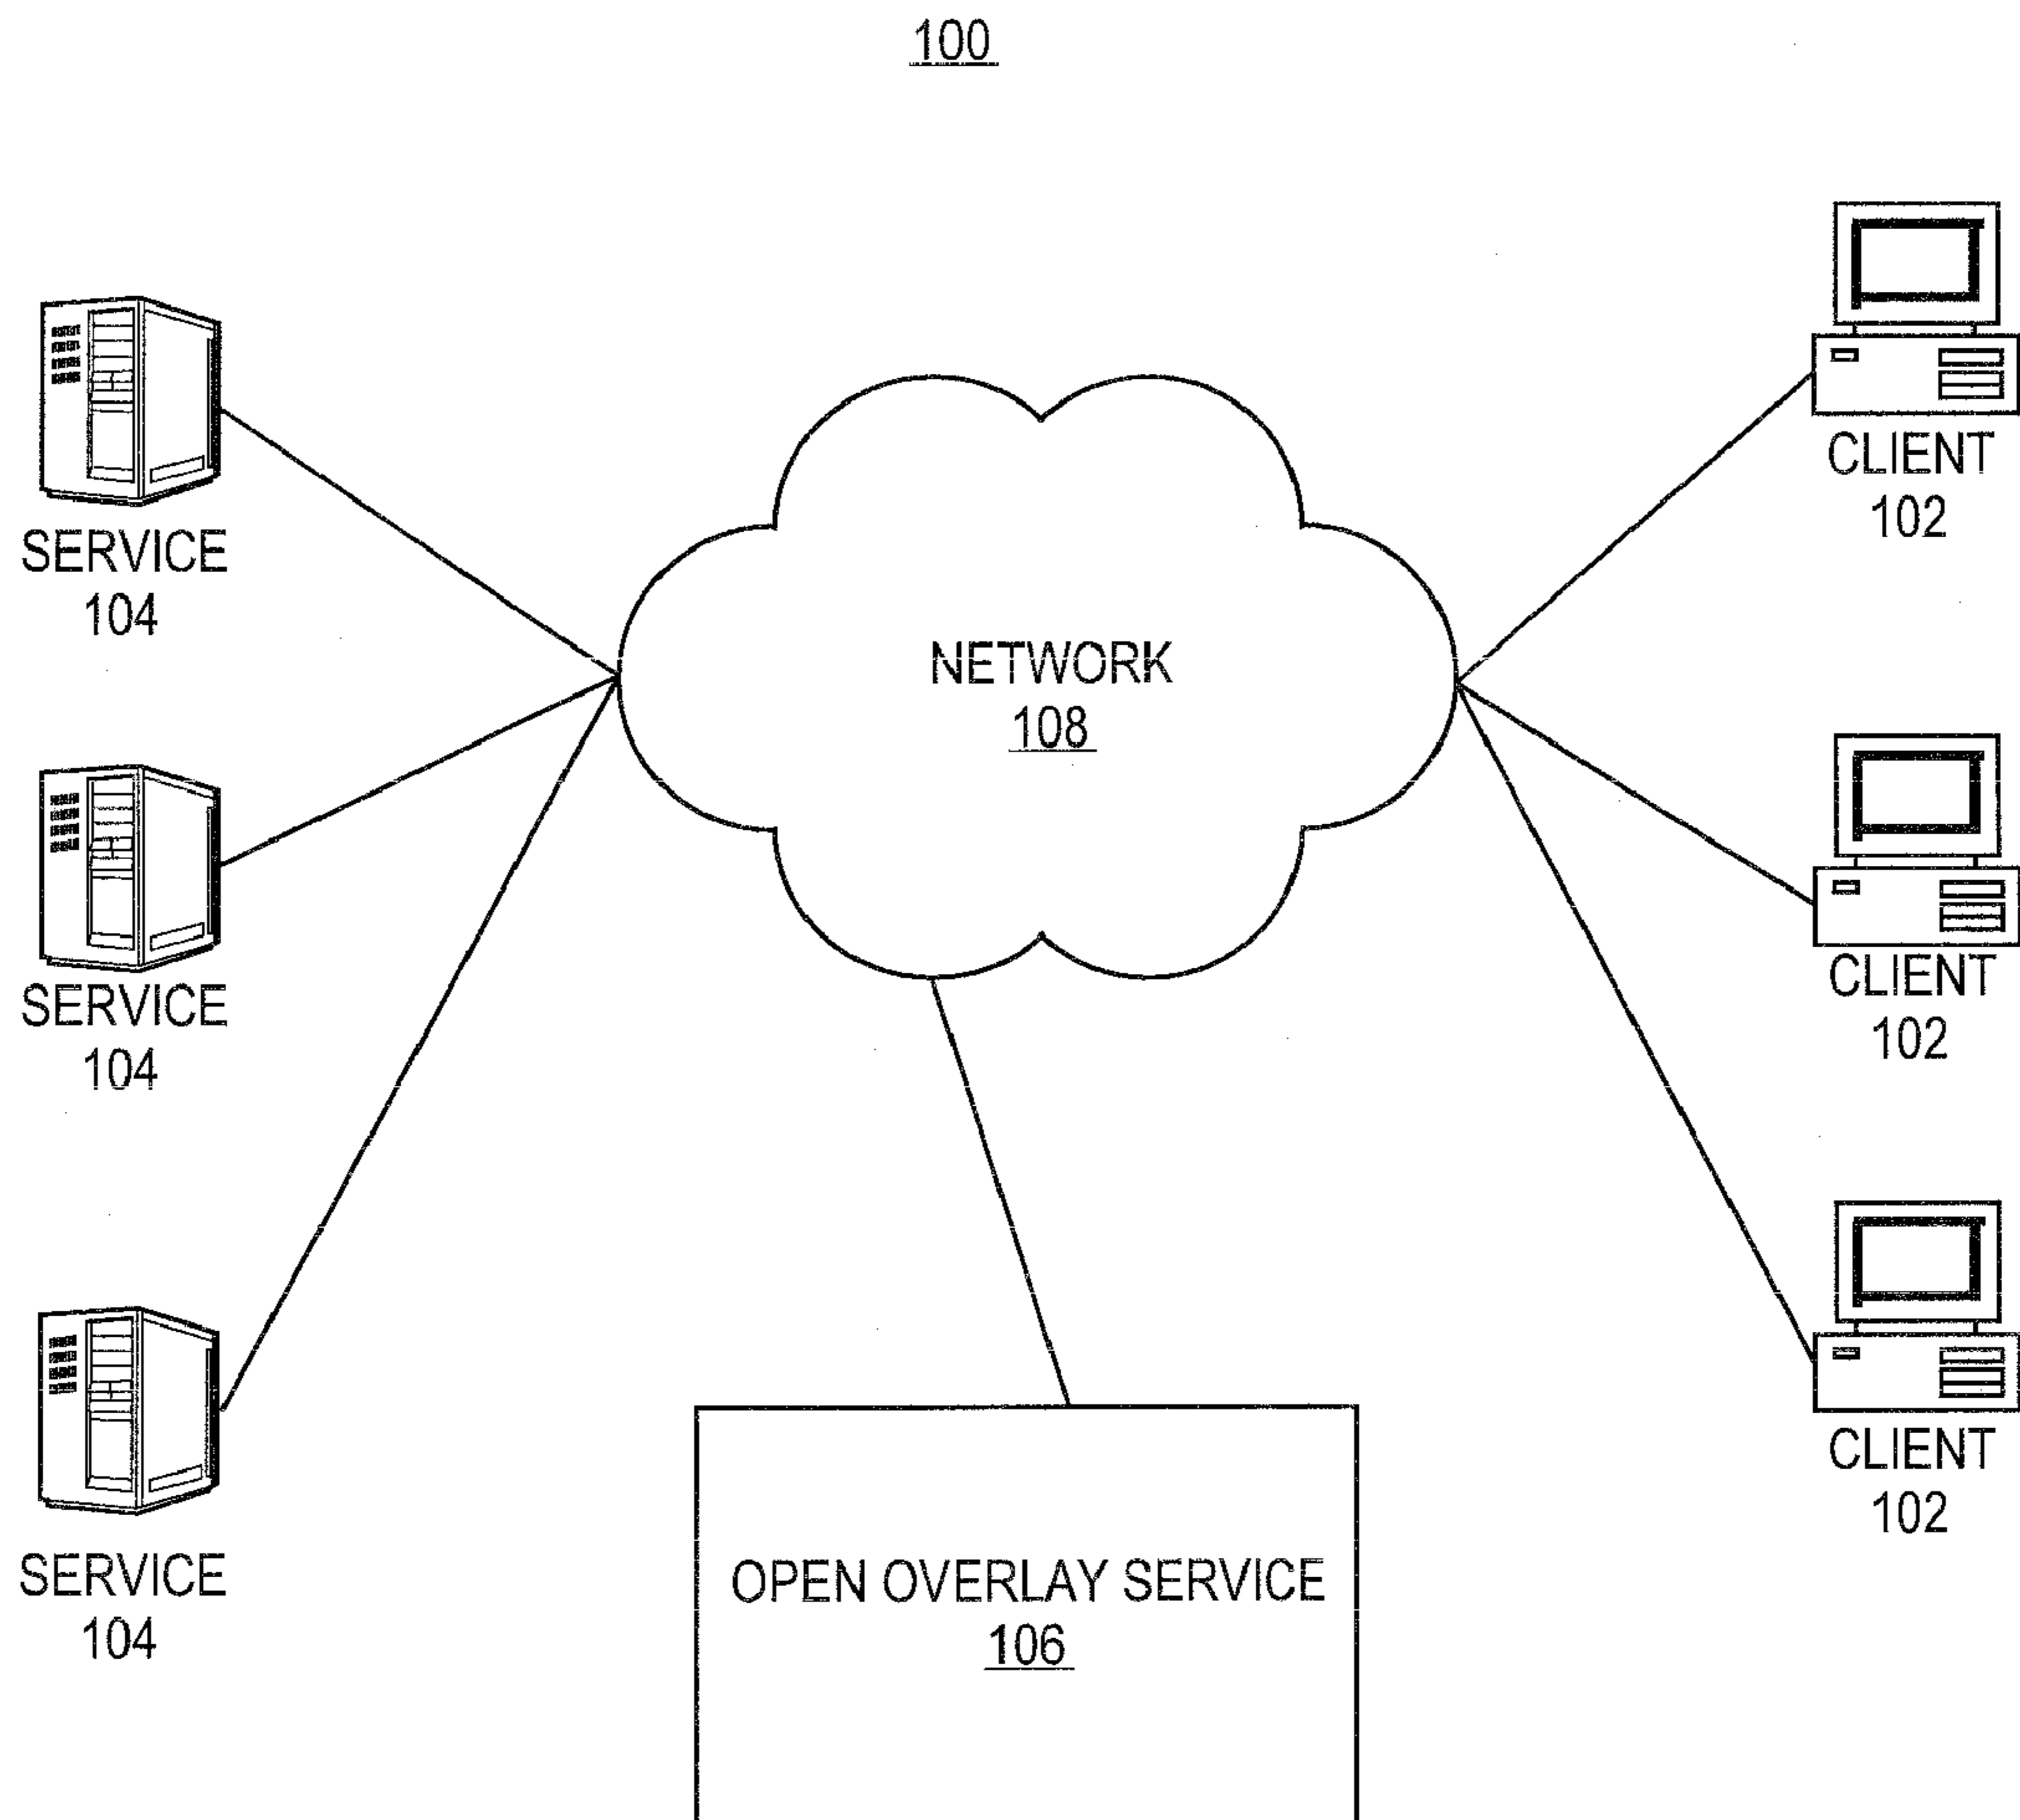 100
CLIENT
102
SERVICE
104
NETWORK
108
CLIENT
102
SERVICE
104
CLIENT
102
SERVICE
104
OPEN OVERLAY SERVICE
106